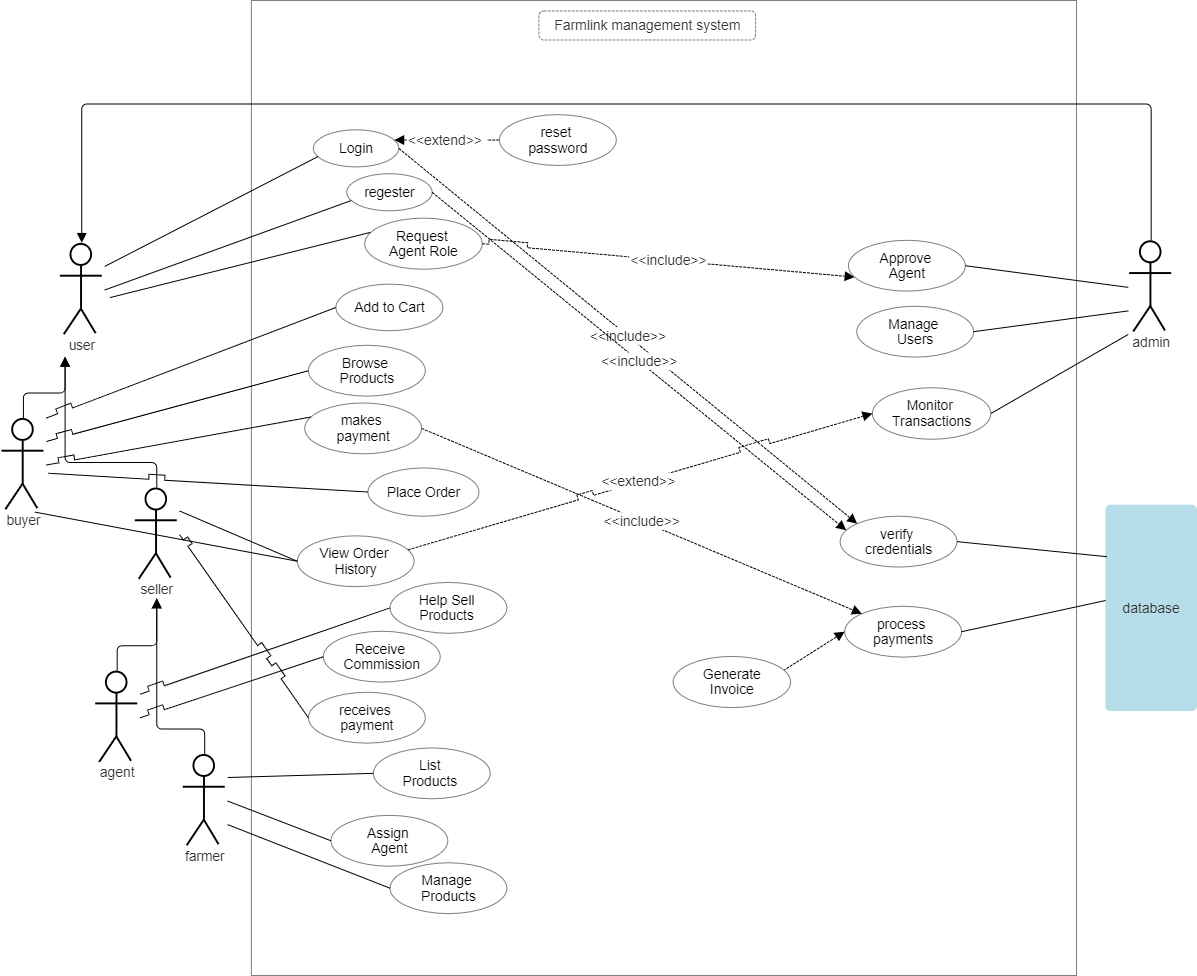 Farmlink management system
Login
<<extend>>
reset
password
regester
Request
Agent Role
<<include>>
Approve
Agent
user
Add to Cart
Manage
Users
admin
<<include>>
<<include>>
Browse
Products
makes
payment
Monitor
Transactions
buyer
Place Order
<<extend>>
<<include>>
View Order
History
verify
credentials
seller
Help Sell
Products
database
process
payments
Receive
Commission
Generate
Invoice
receives
payment
agent
List
Products
Assign
Agent
farmer
Manage
Products